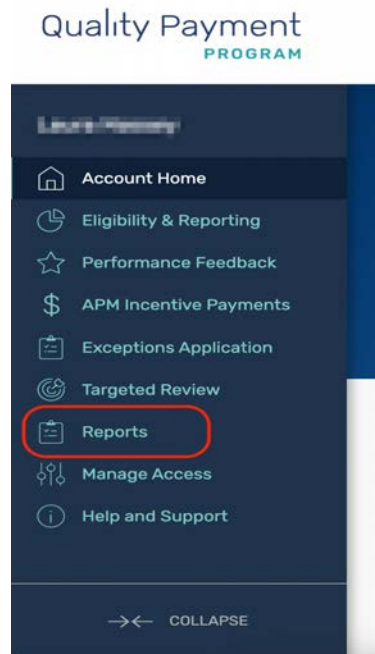 Quality Payment
PROGRAM
Account Home
Eligibility & Reporting
Performance Feedback
APM Incentive Payments
Exceptions Application
Targeted Review
Reports
Manage Access
Help and Support
COLLAPSE